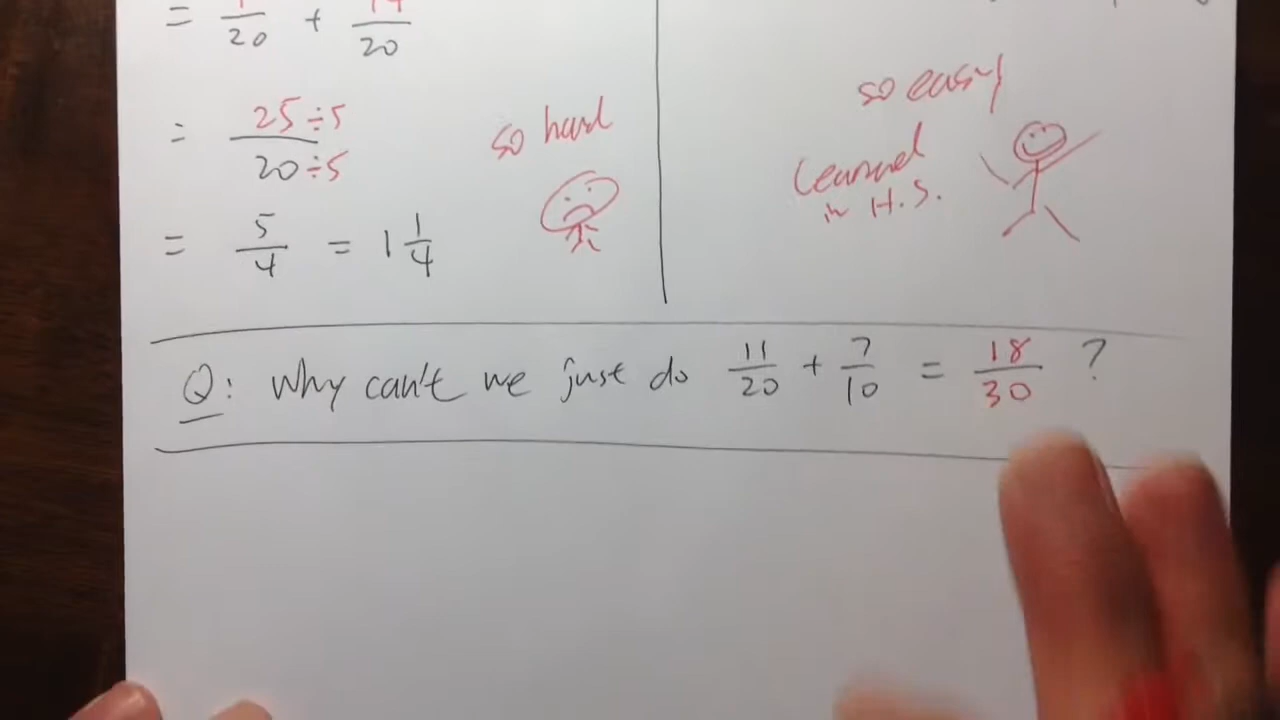 = 1/20 + 14/20
= 25÷5 / 20÷5
so hard
= 5/4 = 1 1/4
so easy
Learned
in H.S.
Q: Why can't we just do 11/20 + 7/10 = 18/30 ?